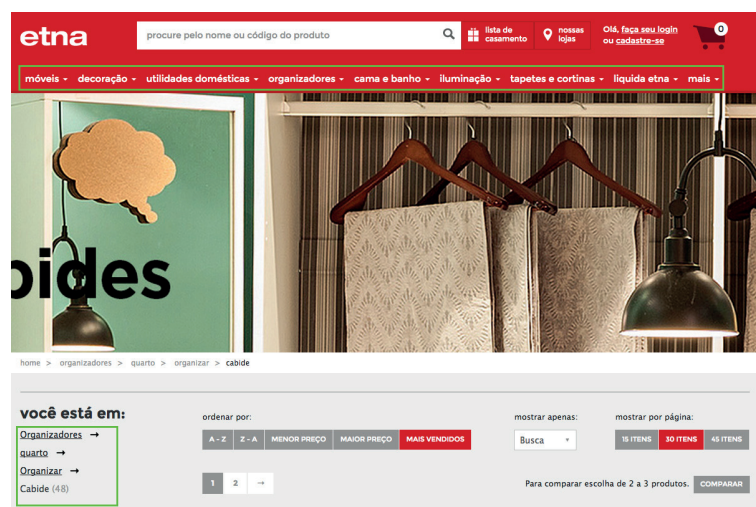 etna
procure pelo nome ou código do produto
lista de
casamento
nossas
lojas
Olá, faça seu login
ou cadastre-se
0
móveis decoração utilidades domésticas organizadores cama e banho iluminação tapetes e cortinas liquida etna mais
bides
home > organizadores > quarto > organizar > cabide
você está em:
Organizadores →
quarto →
Organizar →
Cabide (48)
ordenar por:
A - Z Z - A MENOR PREÇO MAIOR PREÇO MAIS VENDIDOS
mostrar apenas:
Busca
mostrar por página:
15 ITENS 30 ITENS 45 ITENS
1 2 →
Para comparar escolha de 2 a 3 produtos. COMPARAR